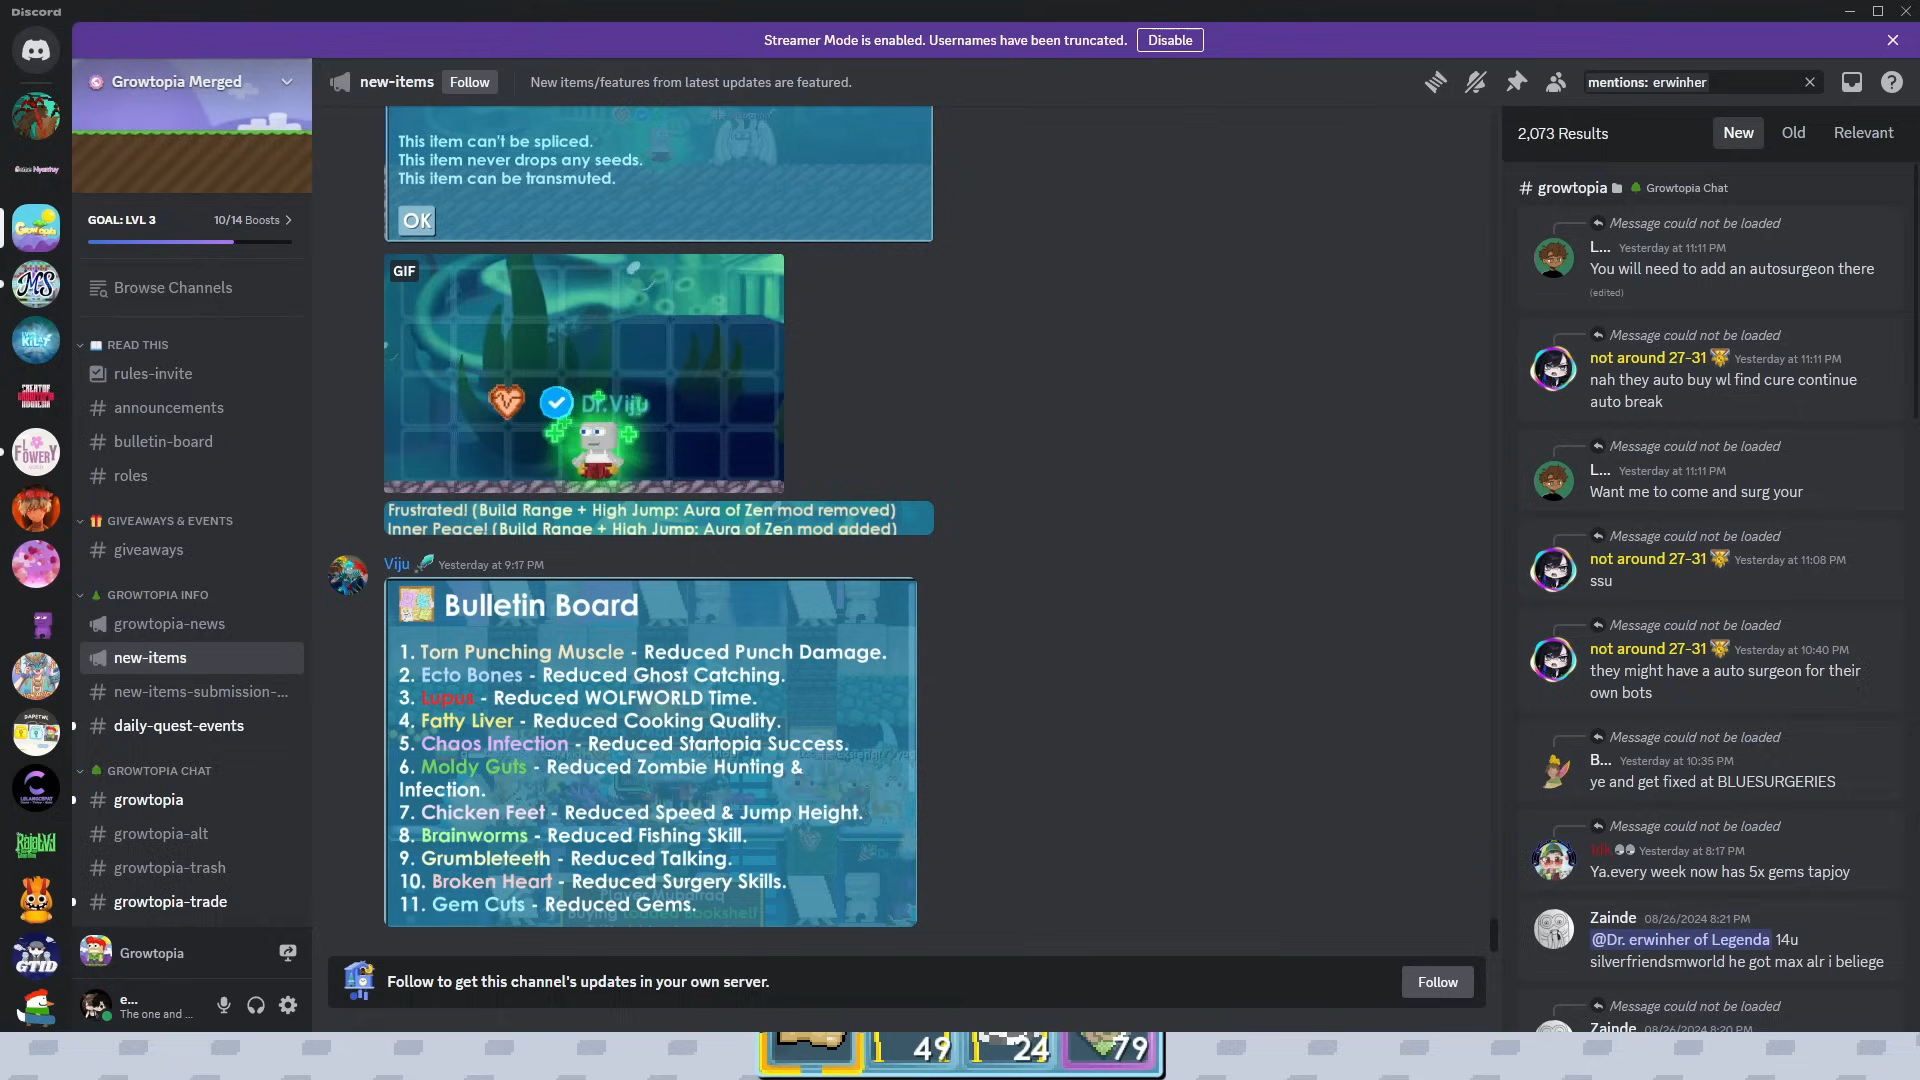 Discord
Streamer Mode is enabled. Usernames have been truncated.
Disable
Growtopia Merged
GOAL: LVL 3
10/14 Boosts
Browse Channels
READ THIS
rules-invite
announcements
bulletin-board
roles
GIVEAWAYS & EVENTS
giveaways
GROWTOPIA INFO
growtopia-news
new-items
new-items-submission-...
daily-quest-events
GROWTOPIA CHAT
growtopia
growtopia-alt
growtopia-trash
growtopia-trade
Growtopia
e...
The one and ...
new-items
Follow
New items/features from latest updates are featured.
This item can't be spliced.
This item never drops any seeds.
This item can be transmuted.
OK
GIF
Dr.Viju
Frustrated! (Build Range + High Jump: Aura of Zen mod removed)
Inner Peace! (Build Range + High Jump: Aura of Zen mod added)
Viju
Yesterday at 9:17 PM
Bulletin Board
1. Torn Punching Muscle - Reduced Punch Damage.
2. Ecto Bones - Reduced Ghost Catching.
3. Lupus - Reduced WOLFWORLD Time.
4. Fatty Liver - Reduced Cooking Quality.
5. Chaos Infection - Reduced Startopia Success.
6. Moldy Guts - Reduced Zombie Hunting &
Infection.
7. Chicken Feet - Reduced Speed & Jump Height.
8. Brainworms - Reduced Fishing Skill.
9. Grumbleteeth - Reduced Talking.
10. Broken Heart - Reduced Surgery Skills.
11. Gem Cuts - Reduced Gems.
Follow to get this channel's updates in your own server.
Follow
49
24
79
mentions: erwinher
2,073 Results
New
Old
Relevant
# growtopia
Growtopia Chat
Message could not be loaded
L...
Yesterday at 11:11 PM
You will need to add an autosurgeon there
(edited)
Message could not be loaded
not around 27-31
Yesterday at 11:11 PM
nah they auto buy wl find cure continue
auto break
Message could not be loaded
L...
Yesterday at 11:11 PM
Want me to come and surg your
Message could not be loaded
not around 27-31
Yesterday at 11:08 PM
ssu
Message could not be loaded
not around 27-31
Yesterday at 10:40 PM
they might have a auto surgeon for their
own bots
Message could not be loaded
B...
Yesterday at 10:35 PM
ye and get fixed at BLUESURGERIES
Message could not be loaded
Yesterday at 8:17 PM
Ya.every week now has 5x gems tapjoy
Zainde
08/26/2024 8:21 PM
@Dr. erwinher of Legenda 14u
silverfriendsmworld he got max alr i beliege
Message could not be loaded
Zainde
08/26/2024 8:20 PM